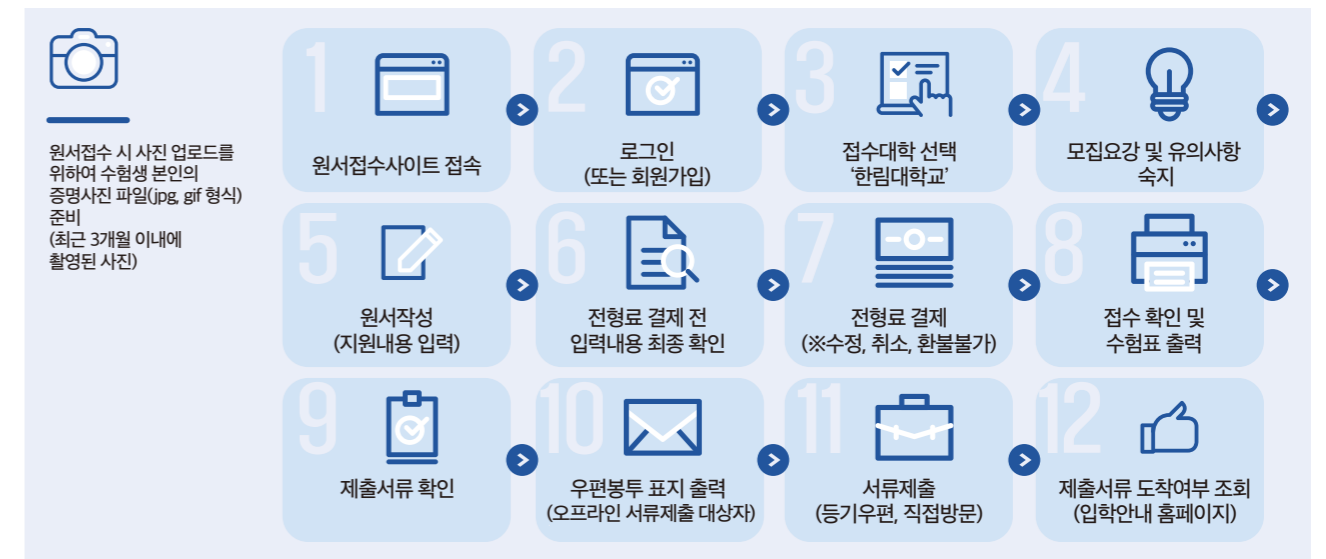 원서접수 시 사진 업로드를
위하여 수험생 본인의
증명사진 파일(jpg, gif 형식)
준비
(최근 3개월 이내에
촬영된 사진)
1
원서접수사이트 접속
2
로그인
(또는 회원가입)
3
접수대학 선택
‘한림대학교’
4
모집요강 및 유의사항
숙지
5
원서작성
(지원내용 입력)
6
전형료 결제 전
입력내용 최종 확인
7
전형료 결제
(※수정, 취소, 환불불가)
8
접수 확인 및
수험표 출력
9
제출서류 확인
10
우편봉투 표지 출력
(오프라인 서류제출 대상자)
11
서류제출
(등기우편, 직접방문)
12
제출서류 도착여부 조회
(입학안내 홈페이지)